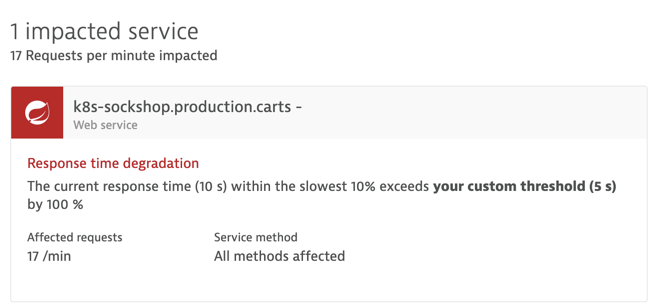 1 impacted service
17 Requests per minute impacted
k8s-sockshop.production.carts -
Web service
Response time degradation
The current response time (10 s) within the slowest 10% exceeds your custom threshold (5 s)
by 100 %
Affected requests
Service method
17 /min
All methods affected